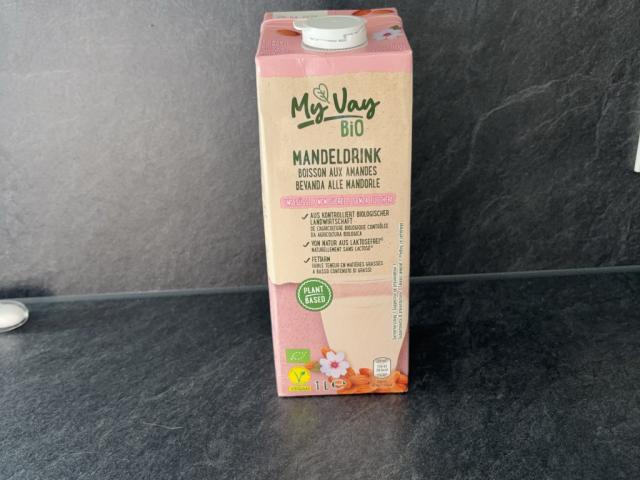 My Vay
BiO
MANDELDRINK
BOISSON AUX AMANDES
BEVANDA ALLE MANDORLE
✓ AUS KONTROLLIERT BIOLOGISCHER
LANDWIRTSCHAFT
DE L'AGRICULTURE BIOLOGIQUE CONTRÔLÉE
DA AGRICOLTURA BIOLOGICA
✓ VON NATUR AUS LAKTOSEFREI
NATURELLEMENT SANS LACTOSE
✓ FETTARM
FAIBLE TENEUR EN MATIÈRES GRASSES
A BASSO CONTENUTO DI GRASSI
PLANT
BASED
1L